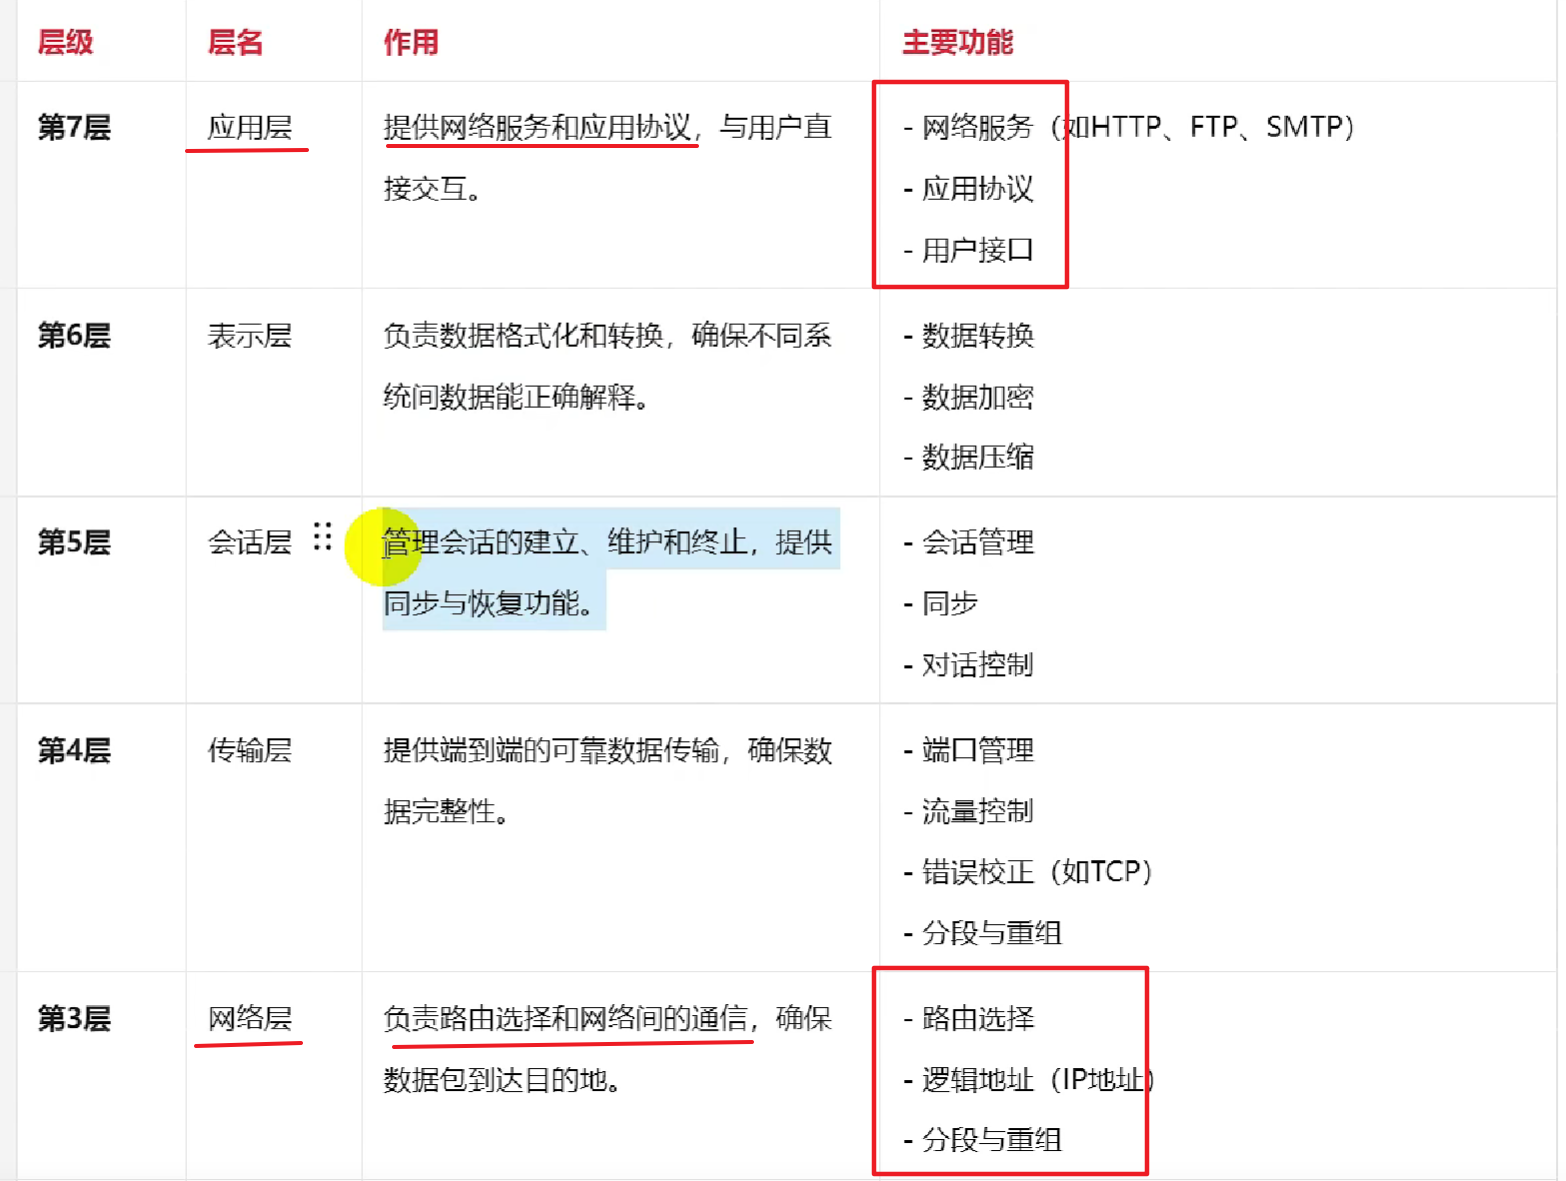 层级 层名 作用 主要功能
第7层 应用层 提供网络服务和应用协议，与用户直 - 网络服务（如HTTP、FTP、SMTP）
接交互。 - 应用协议
- 用户接口
第6层 表示层 负责数据格式化和转换，确保不同系 - 数据转换
统间数据能正确解释。 - 数据加密
- 数据压缩
第5层 会话层 管理会话的建立、维护和终止，提供 - 会话管理
同步与恢复功能。 - 同步
- 对话控制
第4层 传输层 提供端到端的可靠数据传输，确保数 - 端口管理
据完整性。 - 流量控制
- 错误校正（如TCP）
- 分段与重组
第3层 网络层 负责路由选择和网络间的通信，确保 - 路由选择
数据包到达目的地。 - 逻辑地址（IP地址）
- 分段与重组